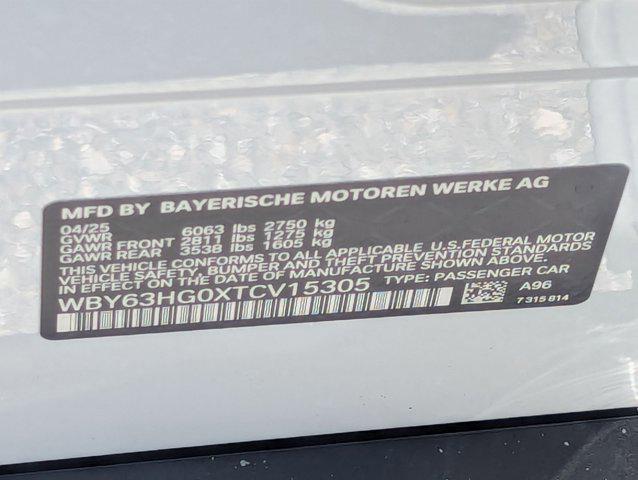 MFD BY BAYERISCHE MOTOREN WERKE AG
04/25
GVWR 6063 lbs 2750 kg
GAWR FRONT 2811 lbs 1275 kg
GAWR REAR 3538 lbs 1605 kg
THIS VEHICLE CONFORMS TO ALL APPLICABLE U.S. FEDERAL MOTOR
VEHICLE SAFETY, BUMPER, AND THEFT PREVENTION STANDARDS
IN EFFECT ON THE DATE OF MANUFACTURE SHOWN ABOVE.
WBY63HG0XTCV15305 TYPE: PASSENGER CAR
A96
7 315 814